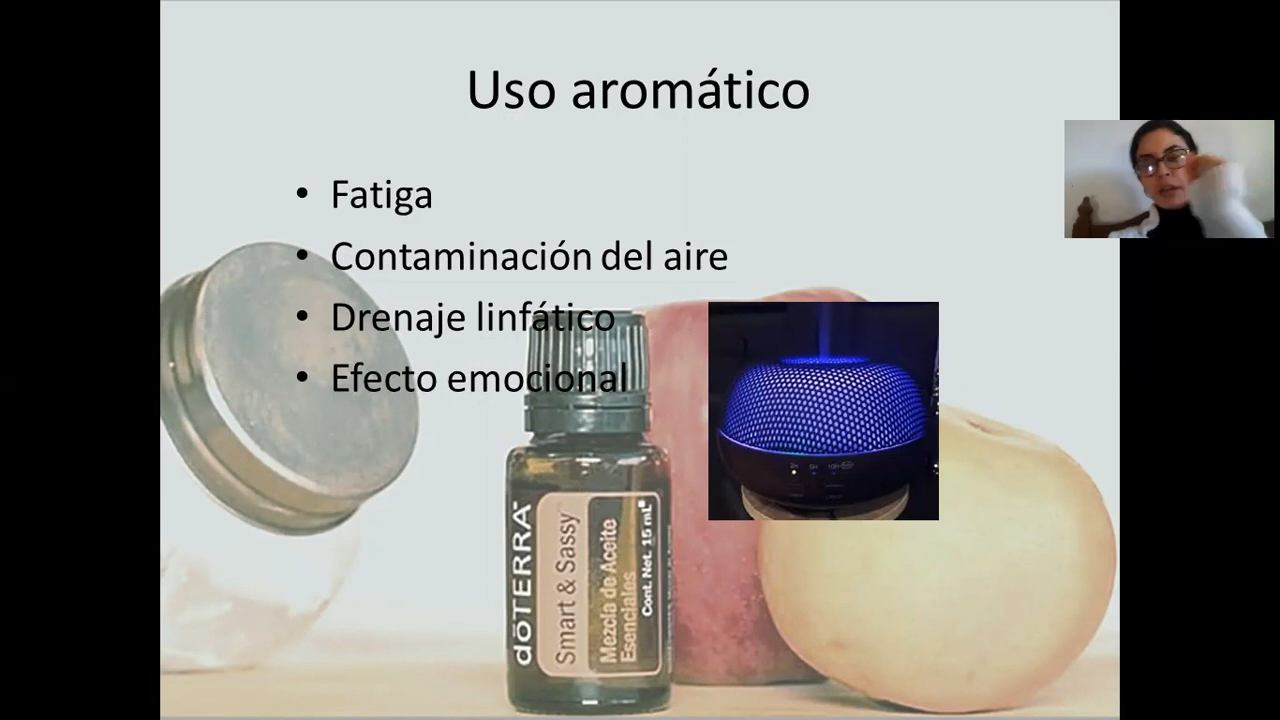 Uso aromático
• Fatiga
• Contaminación del aire
• Drenaje linfático
• Efecto emocional
dōTERRA
Smart & Sassy
Mezcla de Aceite
Esenciales
Cont. Net. 15 mL